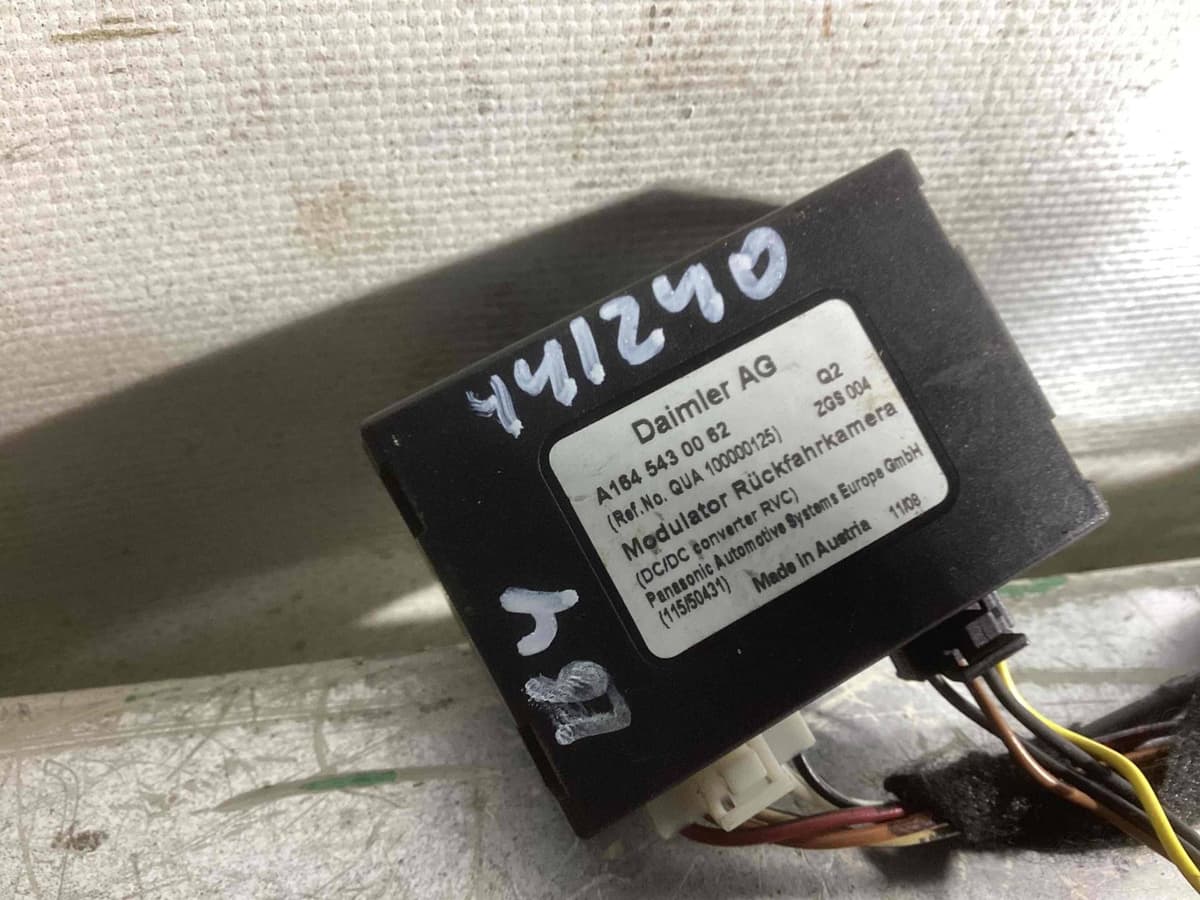 Daimler AG
A164 543 00 62 Q2
(Ref.No. QUA 100000125) ZGS 004
Modulator Rückfahrkamera
(DC/DC converter RVC)
Panasonic Automotive Systems Europe GmbH
(115/50431) Made in Austria 11/08